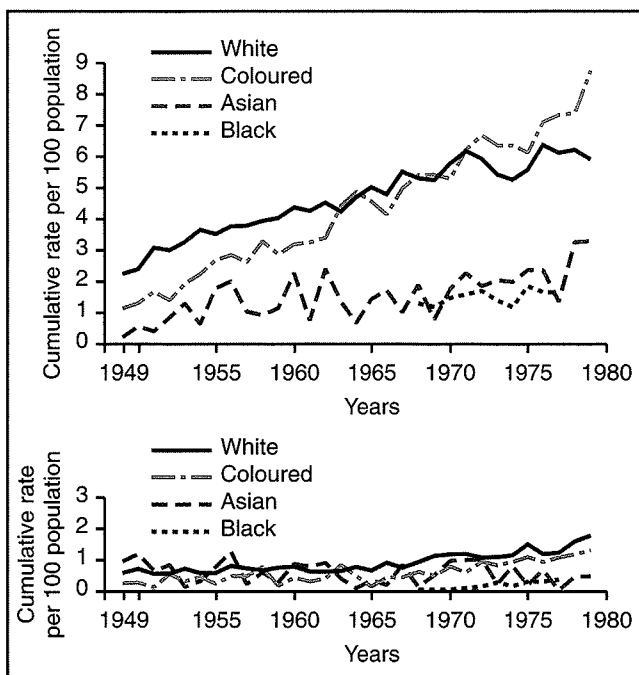 White
Coloured
Asian
Black
Cumulative rate per 100 population
9
8
7
6
5
4
3
2
1
0
1949 1955 1960 1965 1970 1975 1980
Years
White
Coloured
Asian
Black
Cumulative rate
per 100 population
3
2
1
0
1949 1955 1960 1965 1970 1975 1980
Years